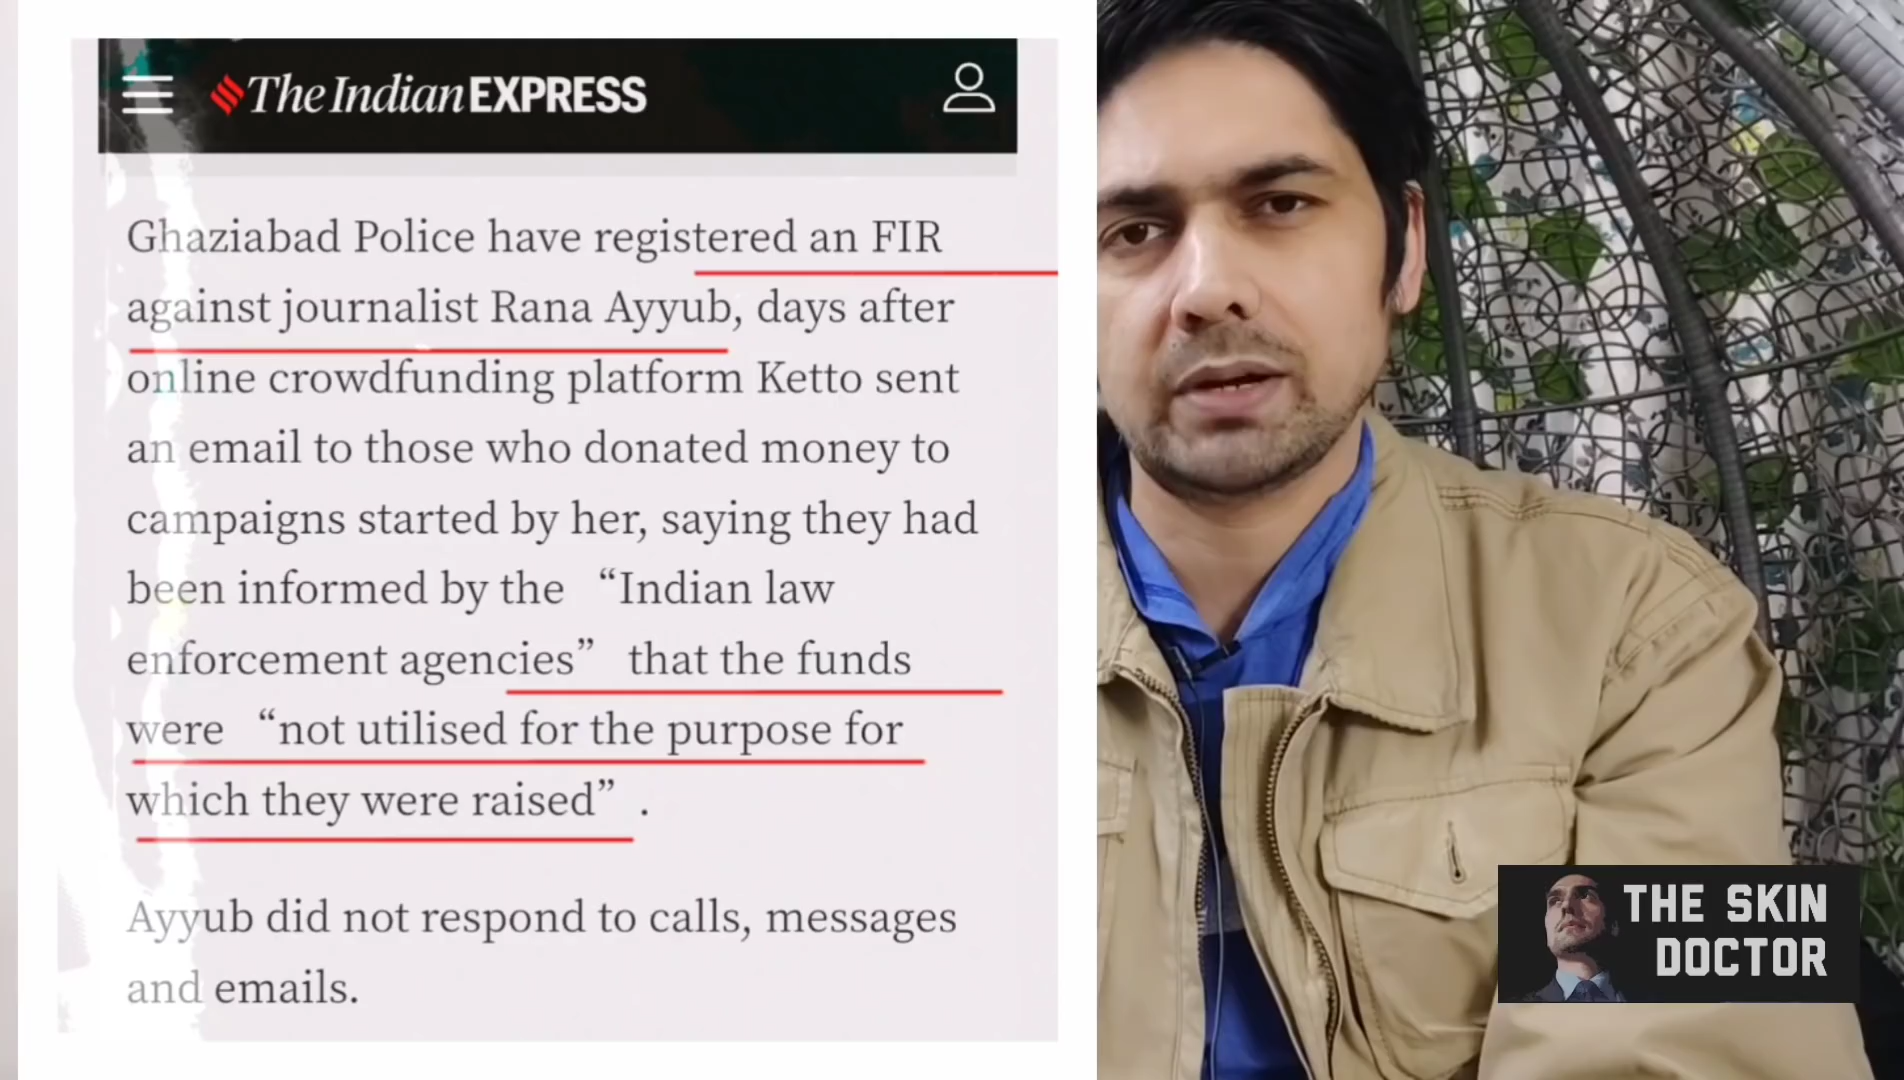 The Indian EXPRESS
Ghaziabad Police have registered an FIR
against journalist Rana Ayyub, days after
online crowdfunding platform Ketto sent
an email to those who donated money to
campaigns started by her, saying they had
been informed by the “Indian law
enforcement agencies” that the funds
were “not utilised for the purpose for
which they were raised” .
Ayyub did not respond to calls, messages
and emails.
THE SKIN
DOCTOR